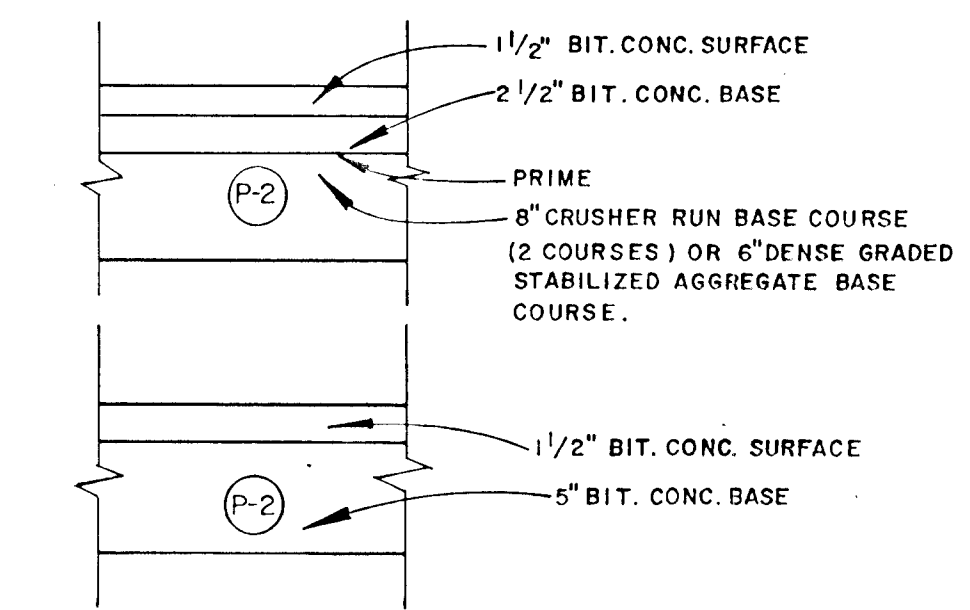 1 1/2" BIT. CONC. SURFACE
2 1/2" BIT. CONC. BASE
PRIME
P-2
8" CRUSHER RUN BASE COURSE
(2 COURSES) OR 6" DENSE GRADED
STABILIZED AGGREGATE BASE
COURSE.
1 1/2" BIT. CONC. SURFACE
P-2
5" BIT. CONC. BASE